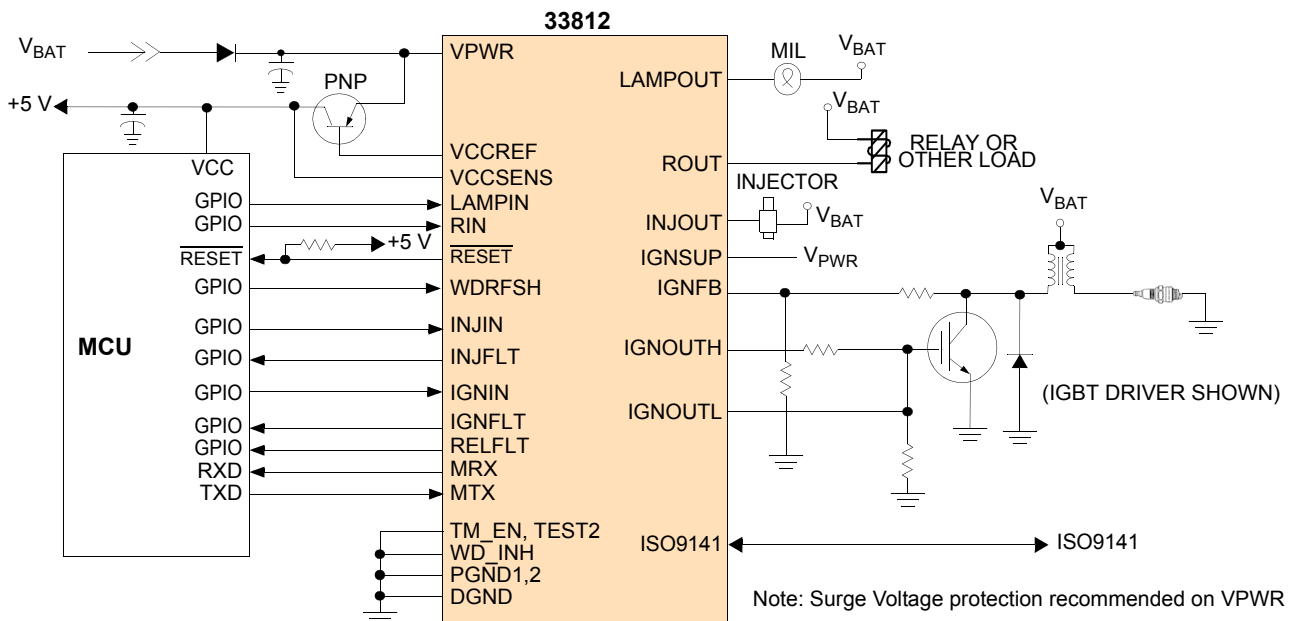 33812
VBAT
VPWR
PNP
+5 V
VCCREF
VCCSENS
VCC
GPIO
LAMPIN
GPIO
RIN
+5 V
RESET
RESET
GPIO
WDRFSH
MCU
GPIO
INJIN
GPIO
INJFLT
GPIO
IGNIN
GPIO
IGNFLT
GPIO
RELFLT
RXD
MRX
TXD
MTX
TM_EN, TEST2
WD_INH
PGND1,2
DGND
LAMPOUT
MIL
VBAT
VBAT
ROUT
RELAY OR
OTHER LOAD
INJECTOR
INJOUT
VBAT
VBAT
IGNSUP
VPWR
IGNFB
IGNOUTH
IGNOUTL
(IGBT DRIVER SHOWN)
ISO9141
ISO9141
Note: Surge Voltage protection recommended on VPWR